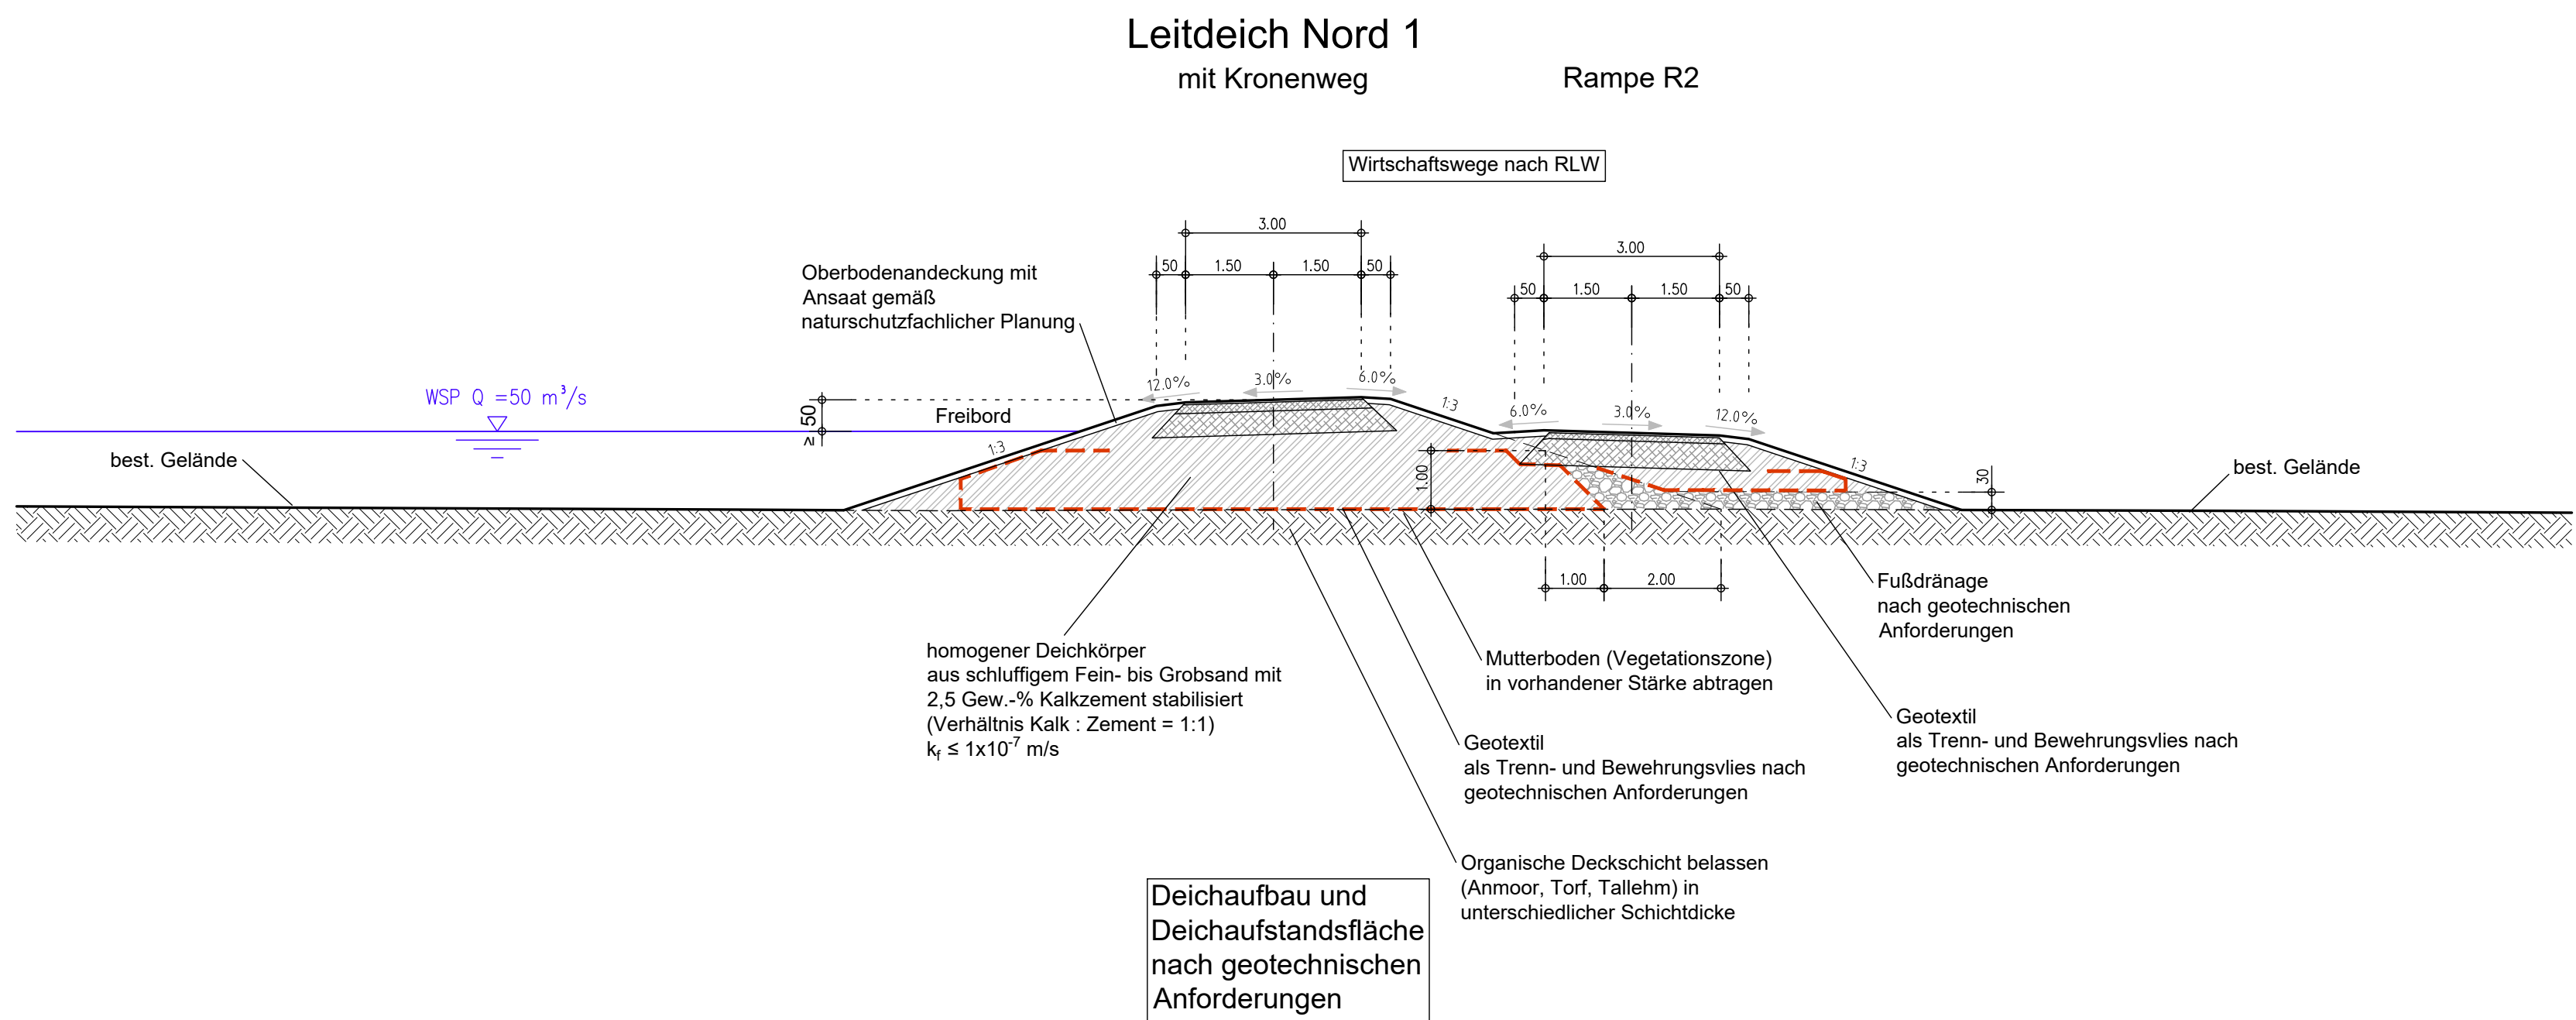 Leitdeich Nord 1
mit Kronenweg
Rampe R2
Wirtschaftswege nach RLW
3.00
50
1.50
1.50
50
3.00
50
1.50
1.50
50
Oberbodenandeckung mit
Ansaat gemäß
naturschutzfachlicher Planung
WSP Q =50 m³/s
≥ 50
Freibord
12.0%
3.0%
6.0%
1:3
1:3
6.0%
3.0%
12.0%
1:3
best. Gelände
best. Gelände
1.00
30
1.00
2.00
Fußdränage
nach geotechnischen
Anforderungen
homogener Deichkörper
aus schluffigem Fein- bis Grobsand mit
2,5 Gew.-% Kalkzement stabilisiert
(Verhältnis Kalk : Zement = 1:1)
kf ≤ 1x10-7 m/s
Mutterboden (Vegetationszone)
in vorhandener Stärke abtragen
Geotextil
als Trenn- und Bewehrungsvlies nach
geotechnischen Anforderungen
Geotextil
als Trenn- und Bewehrungsvlies nach
geotechnischen Anforderungen
Organische Deckschicht belassen
(Anmoor, Torf, Tallehm) in
unterschiedlicher Schichtdicke
Deichaufbau und
Deichaufstandsfläche
nach geotechnischen
Anforderungen